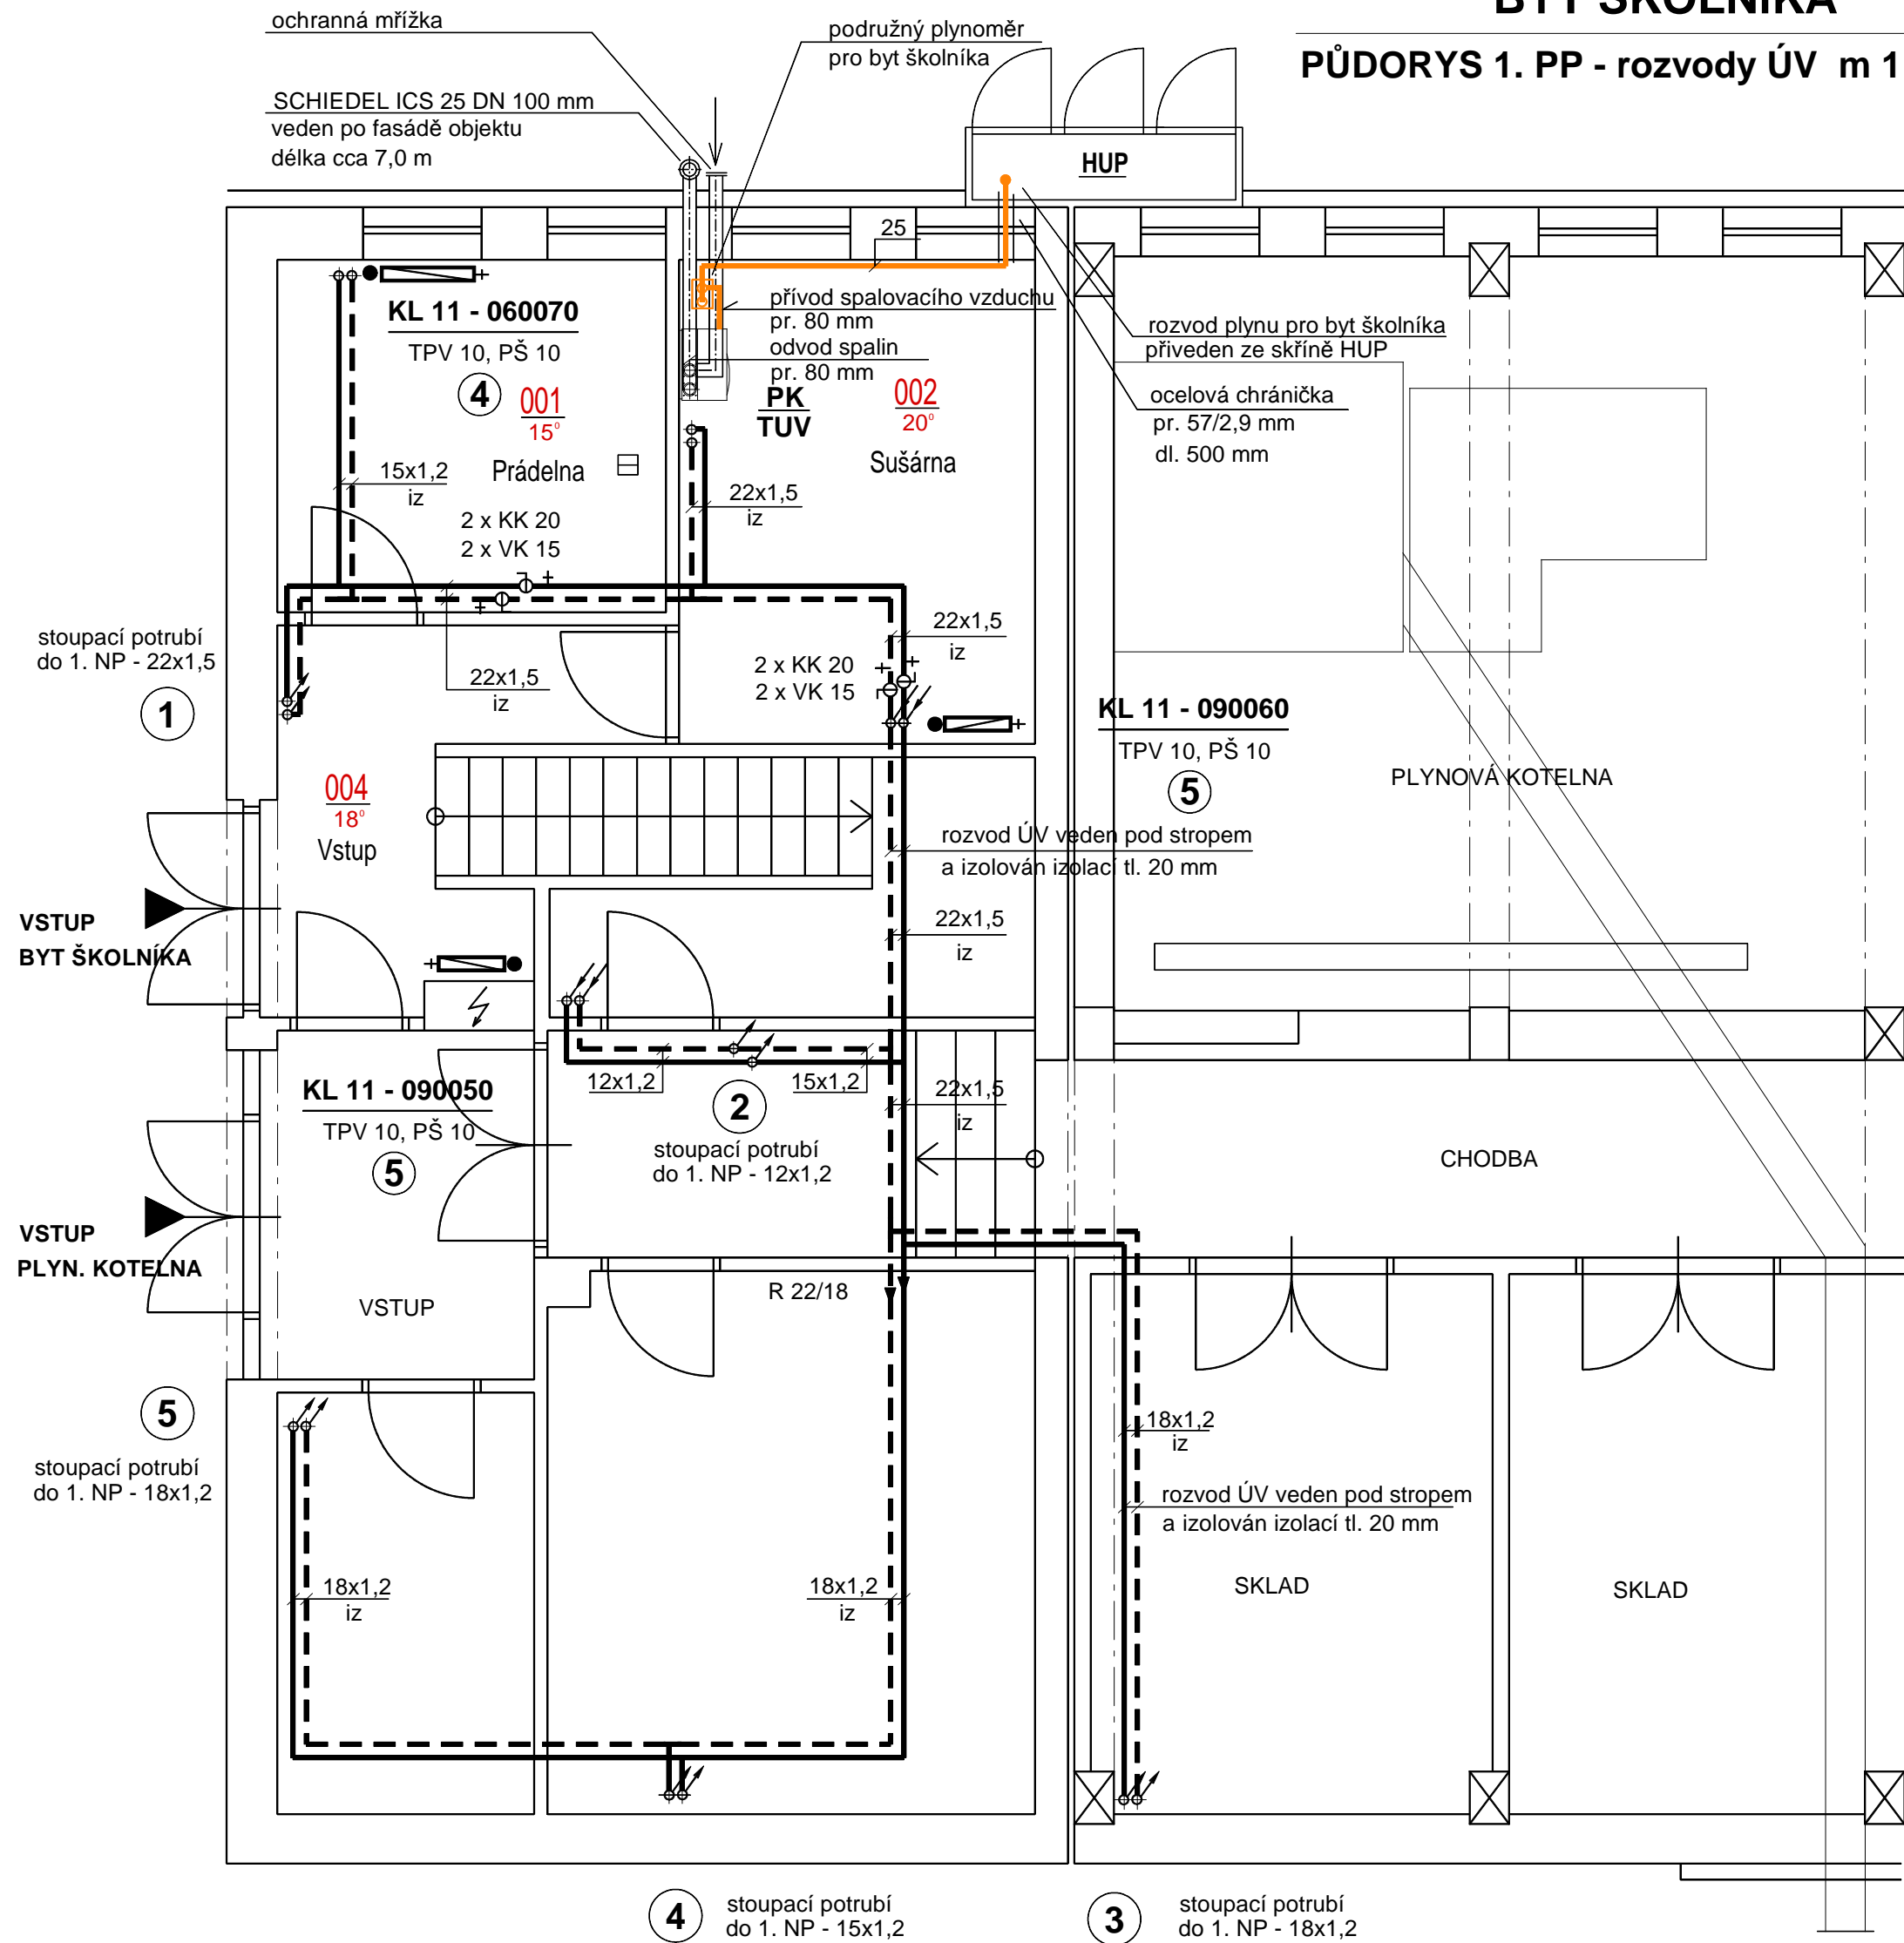 BYT ŠKOLNÍKA
PŮDORYS 1. PP - rozvody ÚV m 1
ochranná mřížka
podružný plynoměr
pro byt školníka
SCHIEDEL ICS 25 DN 100 mm
veden po fasádě objektu
délka cca 7,0 m
HUP
25
KL 11 - 060070
TPV 10, PŠ 10
4
001
15°
Prádelna
přívod spalovacího vzduchu
pr. 80 mm
odvod spalin
pr. 80 mm
PK
TUV
002
20°
Sušárna
rozvod plynu pro byt školníka
přiveden ze skříně HUP
ocelová chránička
pr. 57/2,9 mm
dl. 500 mm
15x1,2
iz
22x1,5
iz
2 x KK 20
2 x VK 15
stoupací potrubí
do 1. NP - 22x1,5
1
22x1,5
iz
22x1,5
iz
2 x KK 20
2 x VK 15
KL 11 - 090060
TPV 10, PŠ 10
5
PLYNOVÁ KOTELNA
004
18°
Vstup
rozvod ÚV veden pod stropem
a izolován izolací tl. 20 mm
VSTUP
BYT ŠKOLNÍKA
22x1,5
iz
KL 11 - 090050
TPV 10, PŠ 10
5
12x1,2
15x1,2
2
22x1,5
iz
stoupací potrubí
do 1. NP - 12x1,2
CHODBA
VSTUP
PLYN. KOTELNA
VSTUP
R 22/18
5
stoupací potrubí
do 1. NP - 18x1,2
18x1,2
iz
rozvod ÚV veden pod stropem
a izolován izolací tl. 20 mm
18x1,2
iz
18x1,2
iz
SKLAD
SKLAD
4
stoupací potrubí
do 1. NP - 15x1,2
3
stoupací potrubí
do 1. NP - 18x1,2